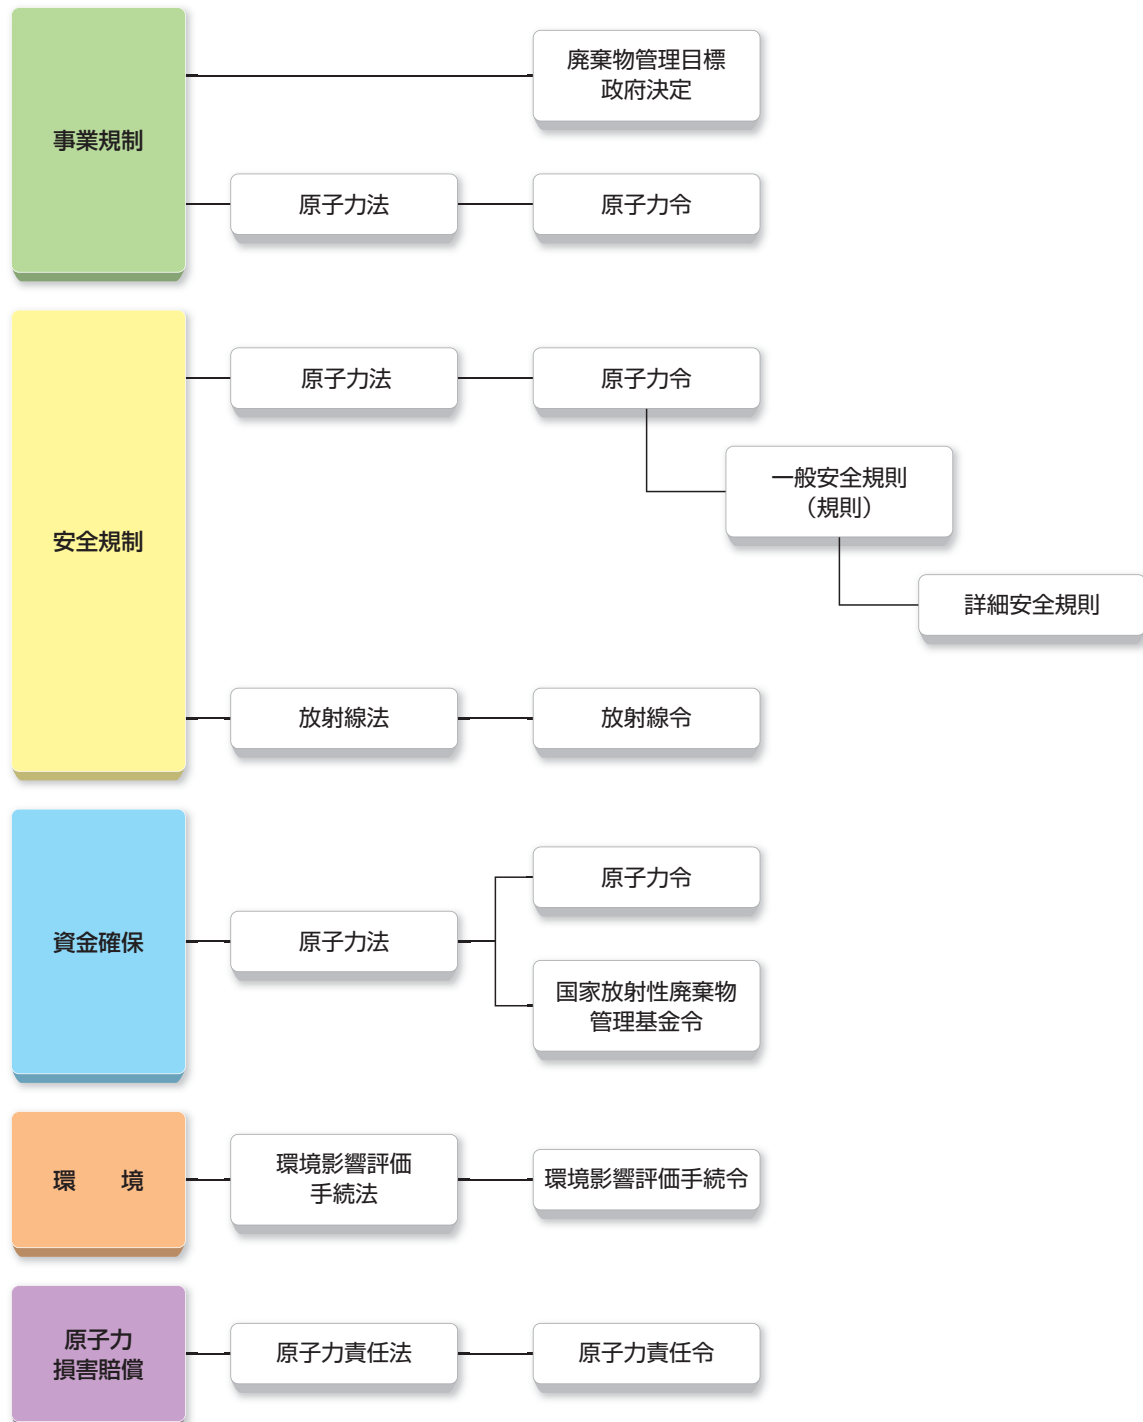 事業規制
廃棄物管理目標
政府決定
原子力法
原子力令
安全規制
原子力法
原子力令
一般安全規則
（規則）
詳細安全規則
放射線法
放射線令
資金確保
原子力法
原子力令
国家放射性廃棄物
管理基金令
環　　境
環境影響評価
手続法
環境影響評価手続令
原子力
損害賠償
原子力責任法
原子力責任令